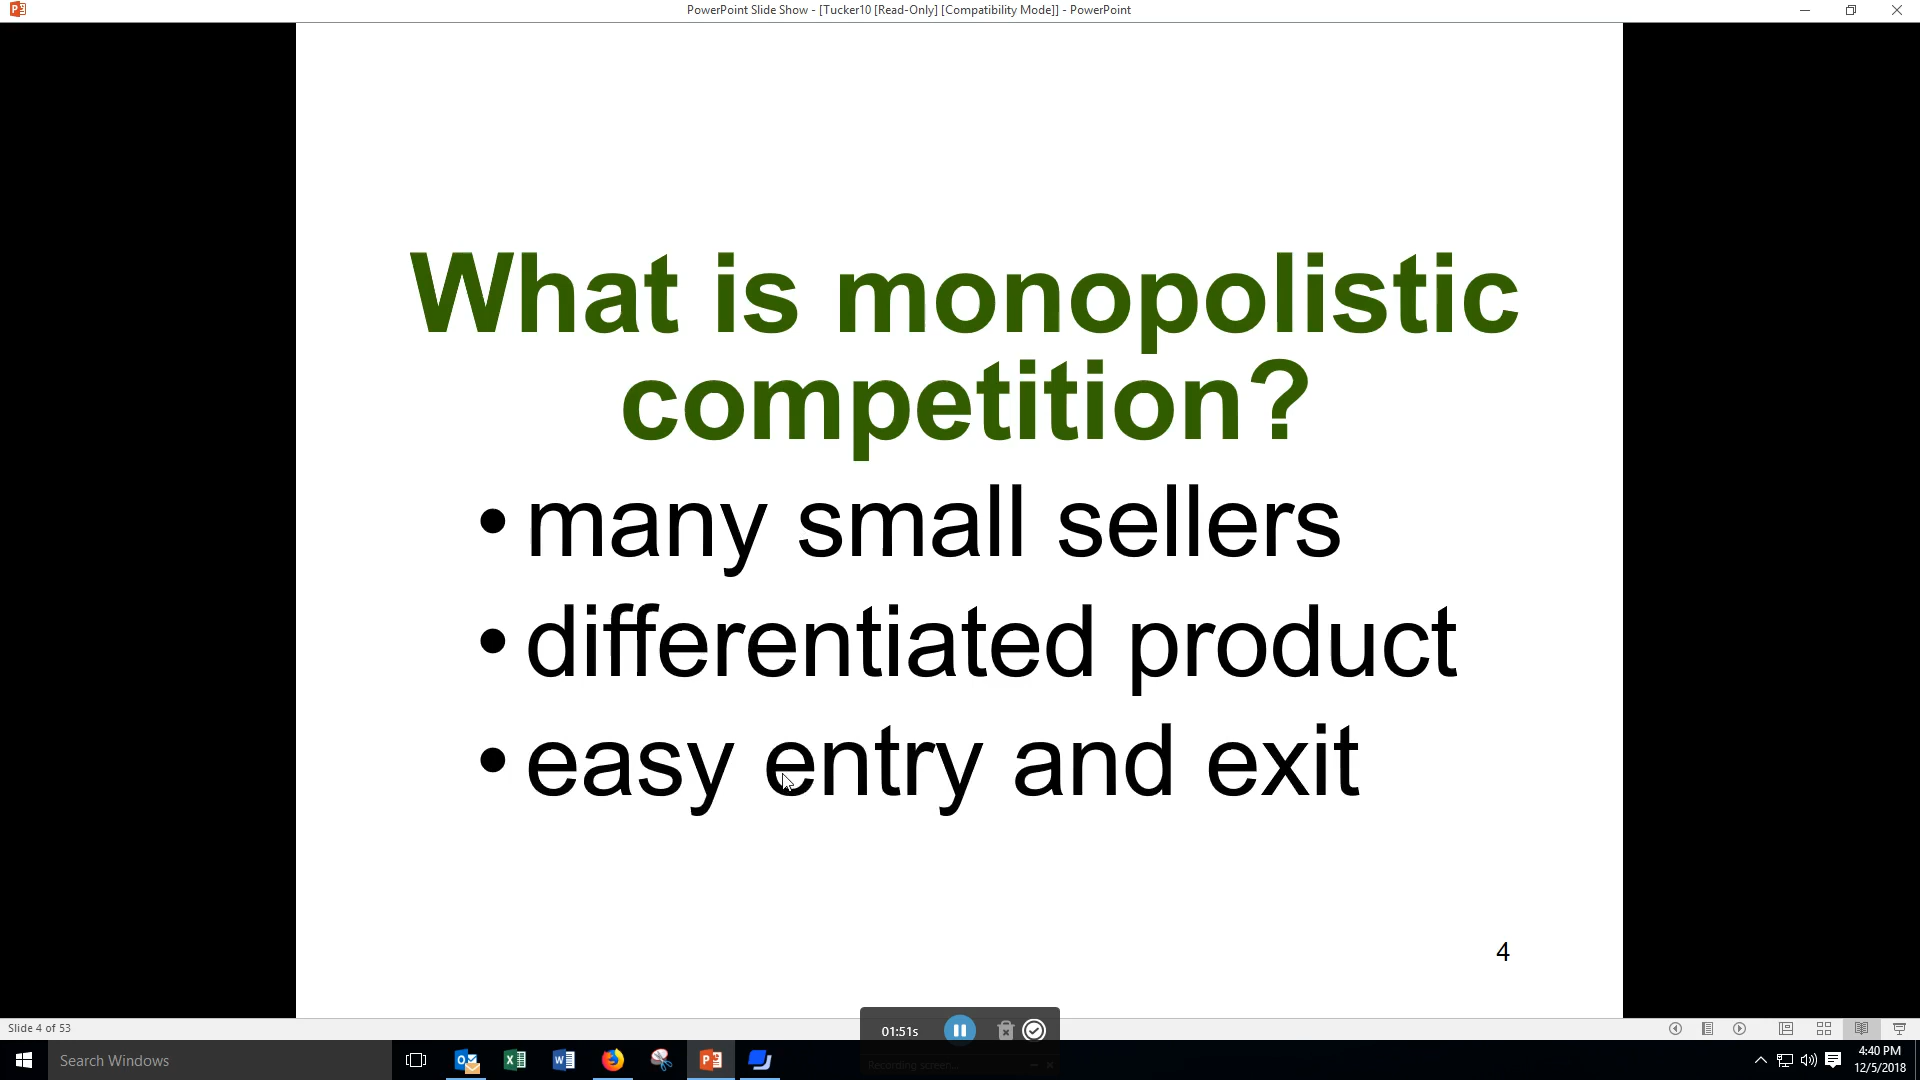 PowerPoint Slide Show - [Tucker10 [Read-Only] [Compatibility Mode]] - PowerPoint
What is monopolistic
competition?
• many small sellers
• differentiated product
• easy entry and exit
4
Slide 4 of 53
01:51s
Recording screen...
Search Windows
4:40 PM
12/5/2018